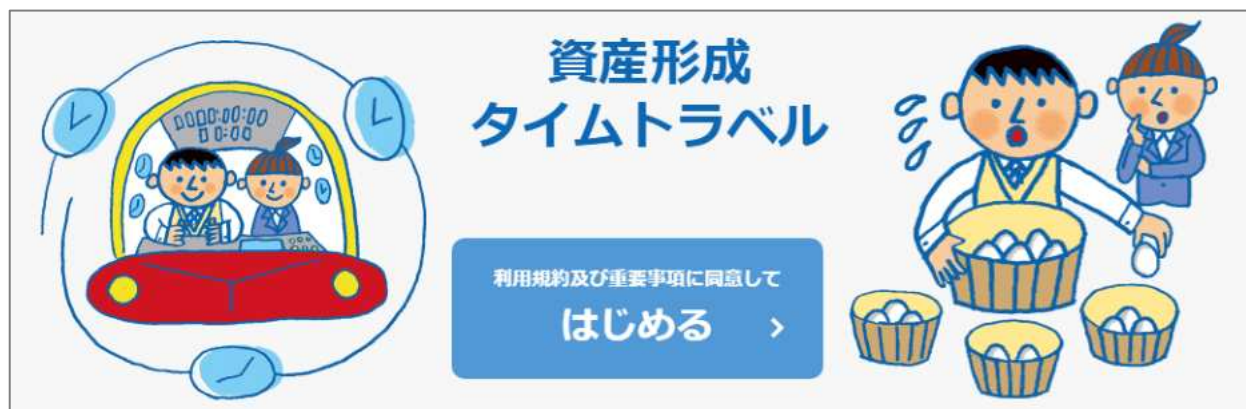 資産形成
タイムトラベル
利用規約及び重要事項に同意して
はじめる